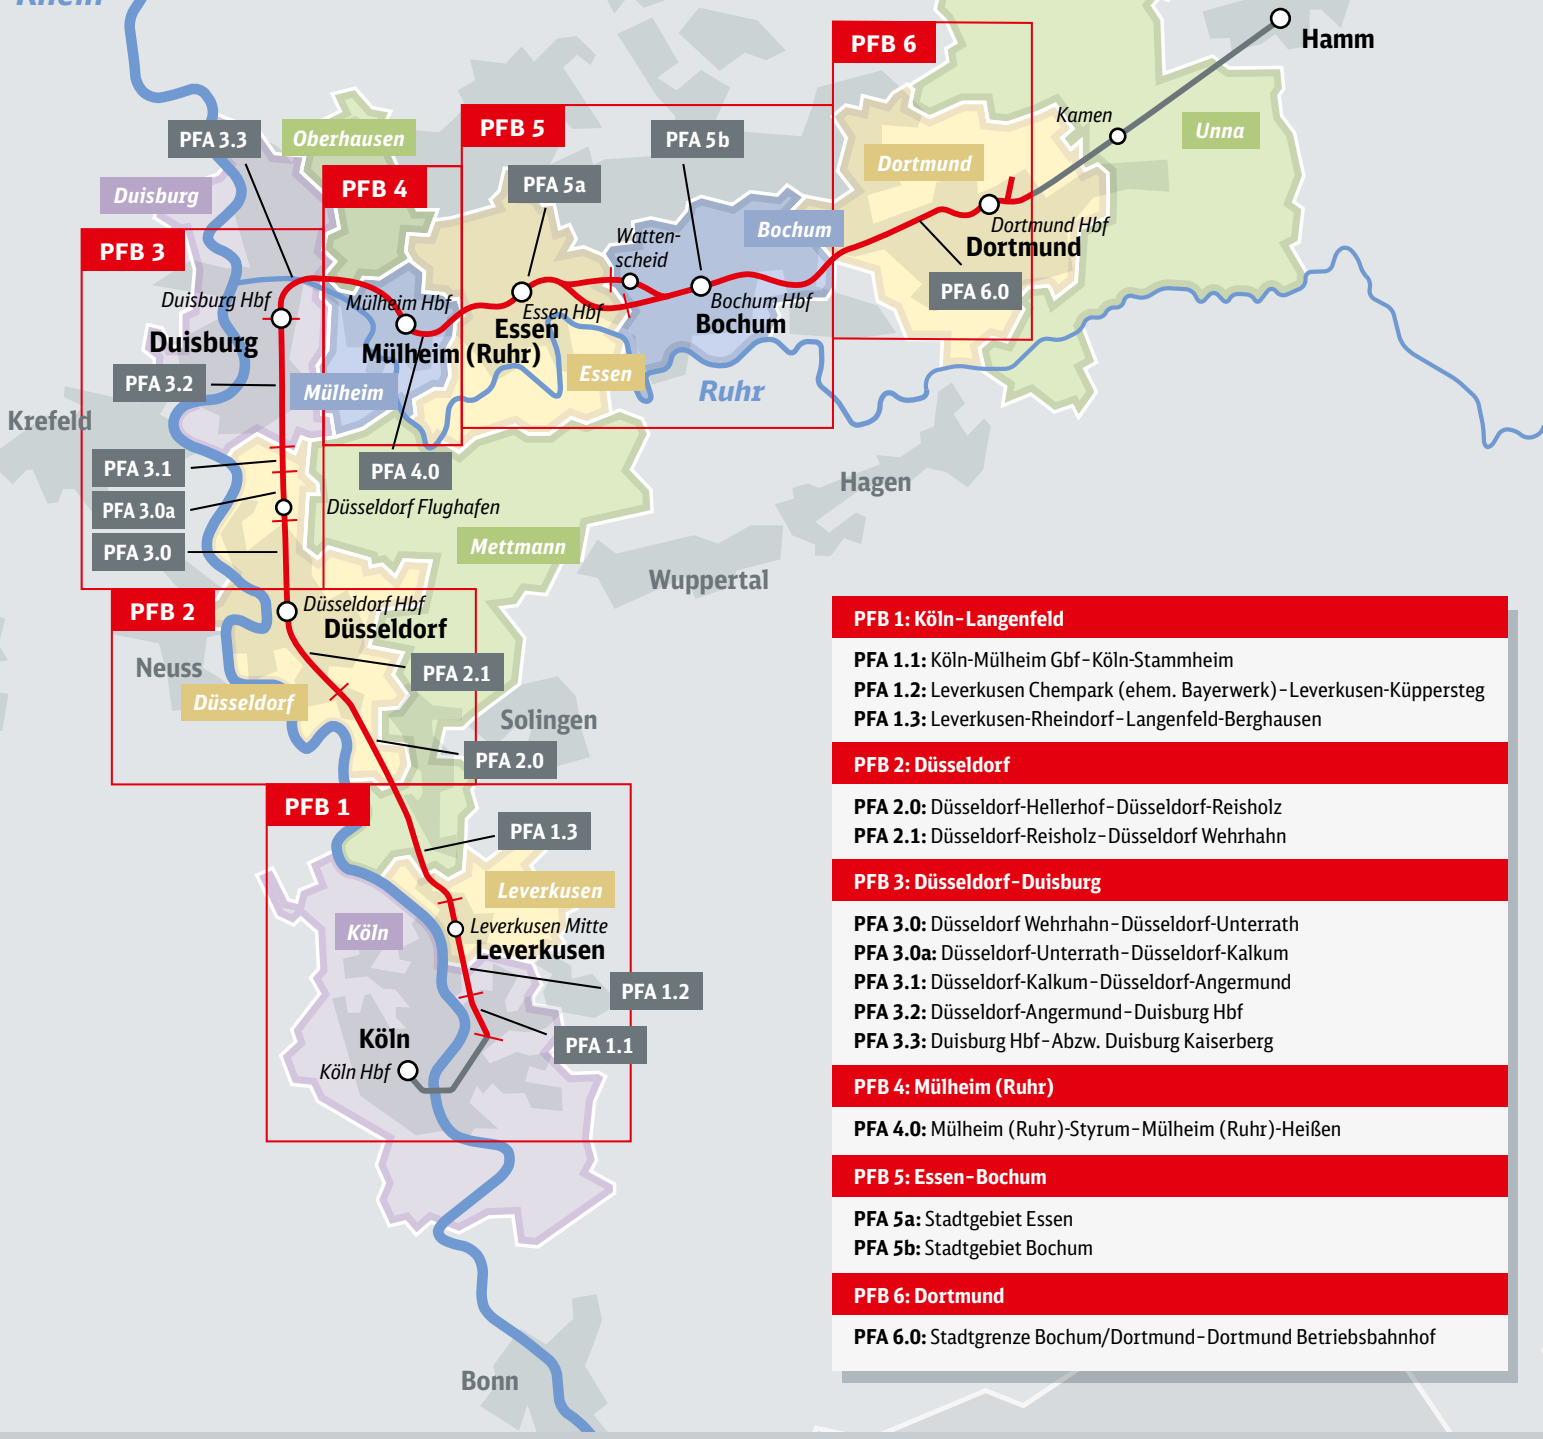 Rhein
Hamm
PFB 6
Kamen
PFB 5
Unna
PFA 3.3
Oberhausen
PFA 5b
Dortmund
PFB 4
PFA 5a
Duisburg
Bochum
Watten-
scheid
Dortmund Hbf
Dortmund
PFB 3
PFA 6.0
Duisburg Hbf
Mülheim Hbf
Essen Hbf
Bochum Hbf
Essen
Bochum
Duisburg
Mülheim (Ruhr)
Essen
PFA 3.2
Mülheim
Ruhr
Krefeld
PFA 3.1
PFA 4.0
Hagen
PFA 3.0a
Düsseldorf Flughafen
PFA 3.0
Mettmann
Wuppertal
PFB 2
Düsseldorf Hbf
Düsseldorf
Neuss
PFA 2.1
Düsseldorf
Solingen
PFA 2.0
PFB 1
PFA 1.3
Leverkusen
Köln
Leverkusen Mitte
Leverkusen
PFA 1.2
Köln
PFA 1.1
Köln Hbf
Bonn
PFB 1: Köln–Langenfeld
PFA 1.1: Köln-Mülheim Gbf–Köln-Stammheim
PFA 1.2: Leverkusen Chempark (ehem. Bayerwerk)–Leverkusen-Küppersteg
PFA 1.3: Leverkusen-Rheindorf–Langenfeld-Berghausen
PFB 2: Düsseldorf
PFA 2.0: Düsseldorf-Hellerhof–Düsseldorf-Reisholz
PFA 2.1: Düsseldorf-Reisholz–Düsseldorf Wehrhahn
PFB 3: Düsseldorf–Duisburg
PFA 3.0: Düsseldorf Wehrhahn–Düsseldorf-Unterrath
PFA 3.0a: Düsseldorf-Unterrath–Düsseldorf-Kalkum
PFA 3.1: Düsseldorf-Kalkum–Düsseldorf-Angermund
PFA 3.2: Düsseldorf-Angermund–Duisburg Hbf
PFA 3.3: Duisburg Hbf–Abzw. Duisburg Kaiserberg
PFB 4: Mülheim (Ruhr)
PFA 4.0: Mülheim (Ruhr)-Styrum–Mülheim (Ruhr)-Heißen
PFB 5: Essen–Bochum
PFA 5a: Stadtgebiet Essen
PFA 5b: Stadtgebiet Bochum
PFB 6: Dortmund
PFA 6.0: Stadtgrenze Bochum/Dortmund–Dortmund Betriebsbahnhof